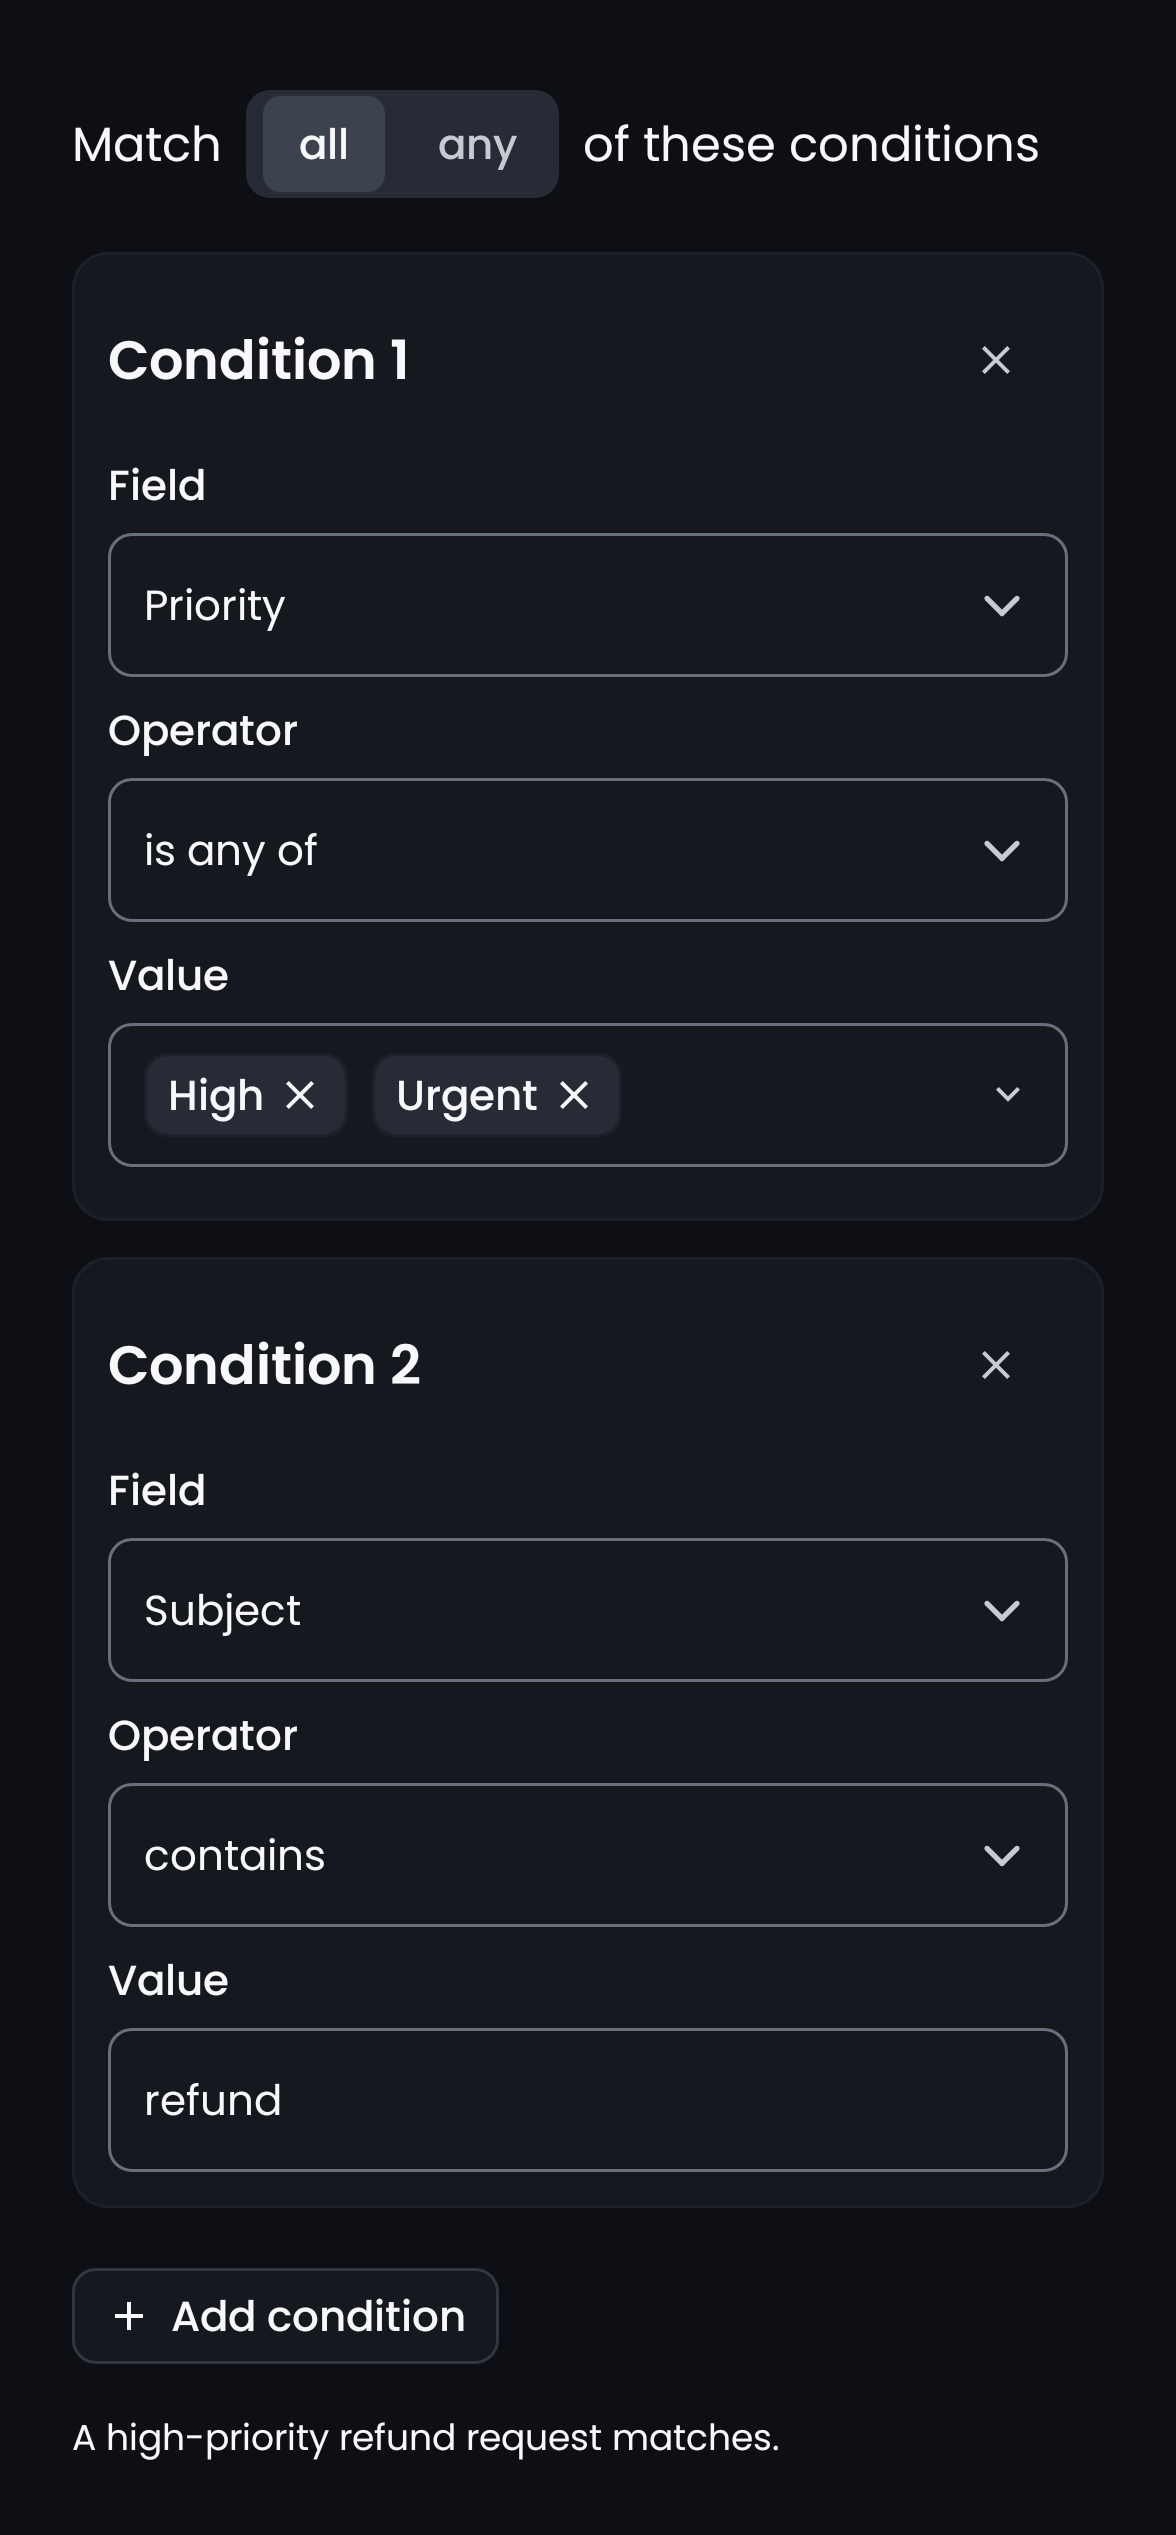 Match all any of these conditions
Condition 1
Field
Priority
Operator
is any of
Value
High Urgent
Condition 2
Field
Subject
Operator
contains
Value
refund
Add condition
A high-priority refund request matches.